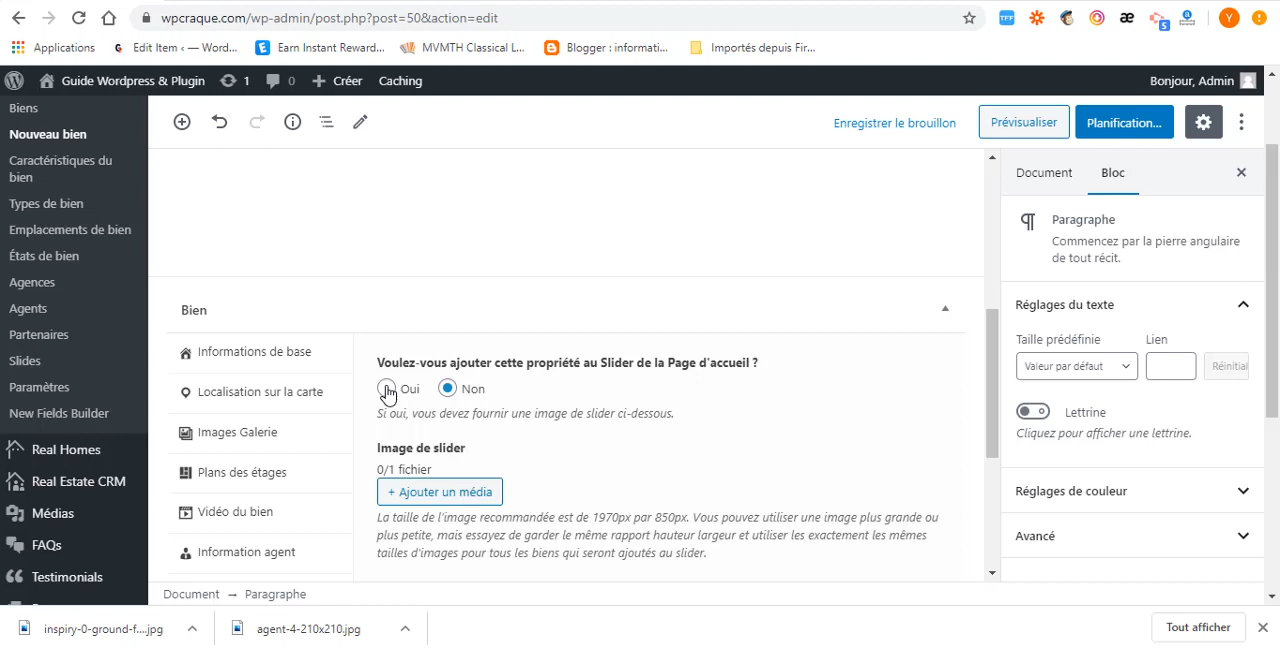 wpcraque.com/wp-admin/post.php?post=50&action=edit
TFF
æ
5
Y
Applications
Edit Item ‹ — Word...
Earn Instant Reward...
MVMTH Classical L...
Blogger : informati...
Importés depuis Fir...
Guide Wordpress & Plugin
1
0
Créer
Caching
Bonjour, Admin
Biens
Nouveau bien
Caractéristiques du
bien
Types de bien
Emplacements de bien
États de bien
Agences
Agents
Partenaires
Slides
Paramètres
New Fields Builder
Real Homes
Real Estate CRM
Médias
FAQs
Testimonials
Enregistrer le brouillon
Prévisualiser
Planification...
Bien
Informations de base
Localisation sur la carte
Images Galerie
Plans des étages
Vidéo du bien
Information agent
Voulez-vous ajouter cette propriété au Slider de la Page d'accueil ?
Oui
Non
Si oui, vous devez fournir une image de slider ci-dessous.
Image de slider
0/1 fichier
+ Ajouter un média
La taille de l'image recommandée est de 1970px par 850px. Vous pouvez utiliser une image plus grande ou
plus petite, mais essayez de garder le même rapport hauteur largeur et utiliser les exactement les mêmes
tailles d'images pour tous les biens qui seront ajoutés au slider.
Document → Paragraphe
Document
Bloc
Paragraphe
Commencez par la pierre angulaire
de tout récit.
Réglages du texte
Taille prédéfinie
Lien
Valeur par défaut
Réinitial
Lettrine
Cliquez pour afficher une lettrine.
Réglages de couleur
Avancé
inspiry-0-ground-f....jpg
agent-4-210x210.jpg
Tout afficher